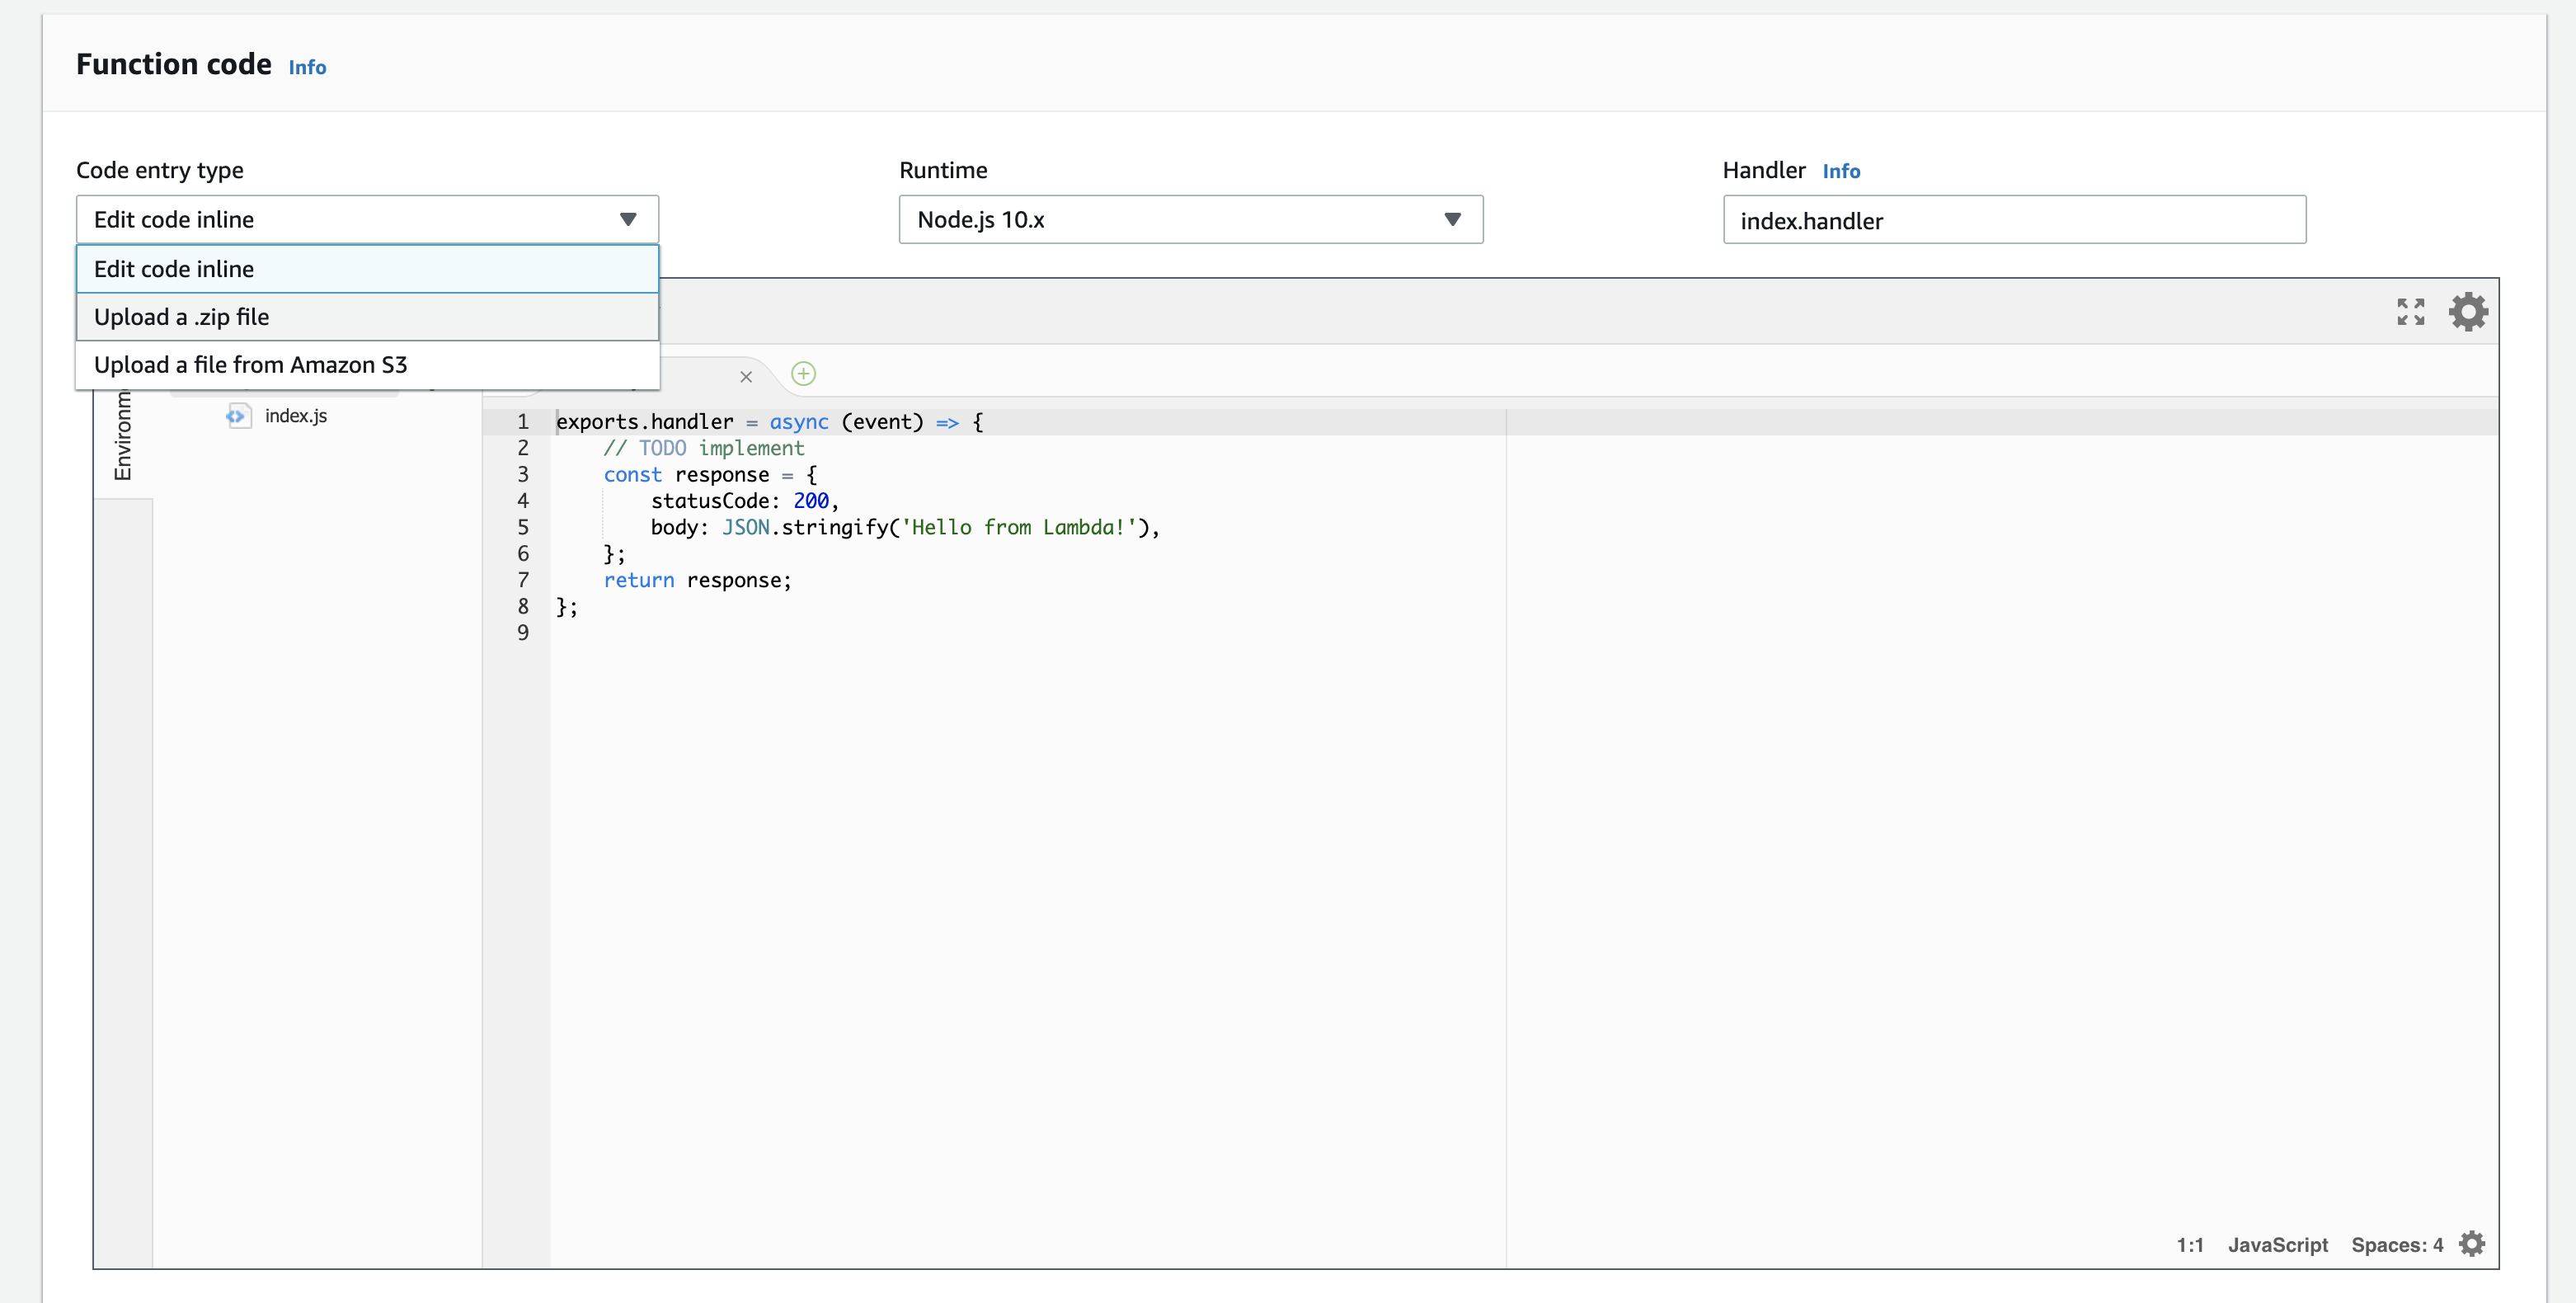 Function code Info
Code entry type
Runtime
Handler Info
Edit code inline
Node.js 10.x
index.handler
Edit code inline
Upload a .zip file
Upload a file from Amazon S3
index.js
1 exports.handler = async (event) => {
2 // TODO implement
3 const response = {
4 statusCode: 200,
5 body: JSON.stringify('Hello from Lambda!'),
6 };
7 return response;
8 };
9
1:1 JavaScript Spaces: 4